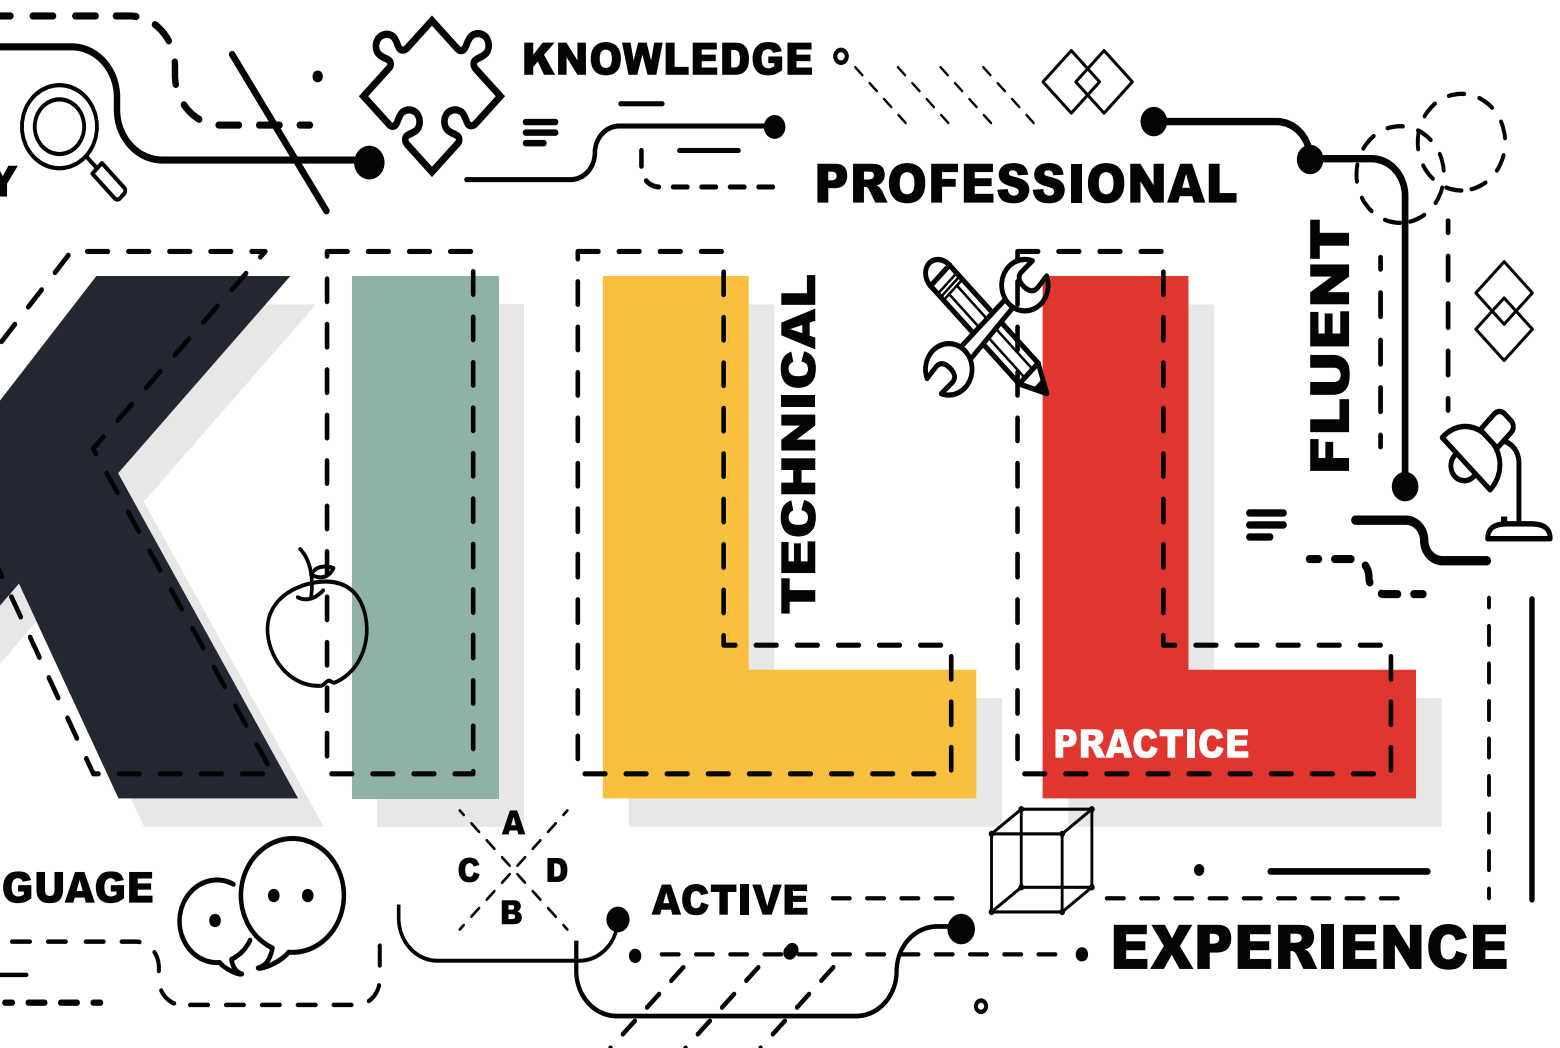 KNOWLEDGE
Y
PROFESSIONAL
FLUENT
KILL
TECHNICAL
PRACTICE
A
C D
B
GUAGE
ACTIVE
EXPERIENCE